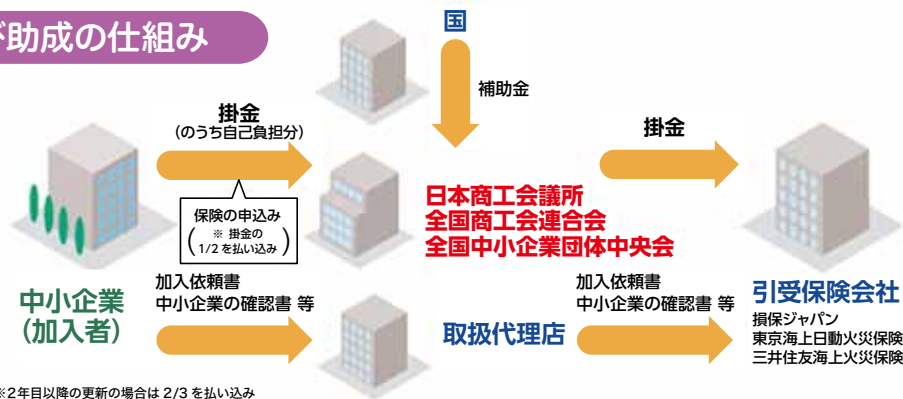 び助成の仕組み
国
補助金
掛金
(のうち自己負担分)
掛金
保険の申込み
(※ 掛金の
1/2を払い込み)
日本商工会議所
全国商工会連合会
全国中小企業団体中央会
中小企業
(加入者)
加入依頼書
中小企業の確認書 等
取扱代理店
加入依頼書
中小企業の確認書 等
引受保険会社
損保ジャパン
東京海上日動火災保険
三井住友海上火災保険
※2年目以降の更新の場合は 2/3 を払い込み